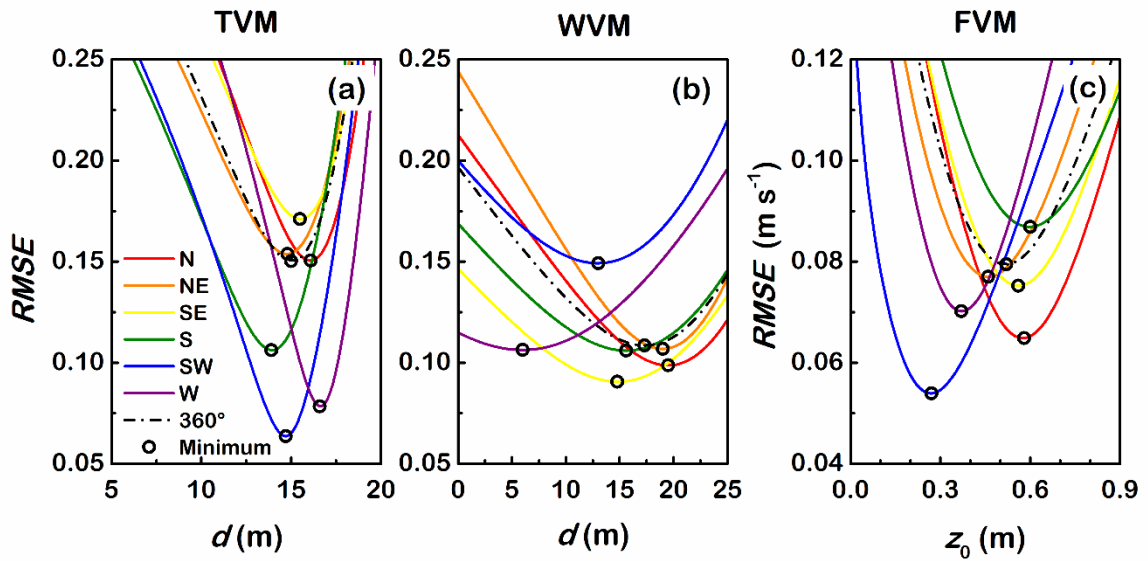 TVM
WVM
FVM
RMSE
0.25
0.20
0.15
0.10
0.05
(a)
N
NE
SE
S
SW
W
360°
Minimum
5
10
15
20
d (m)
0.25
0.20
0.15
0.10
0.05
(b)
0
5
10
15
20
25
d (m)
RMSE (m s⁻¹)
0.12
0.10
0.08
0.06
0.04
(c)
0.0
0.3
0.6
0.9
z₀ (m)